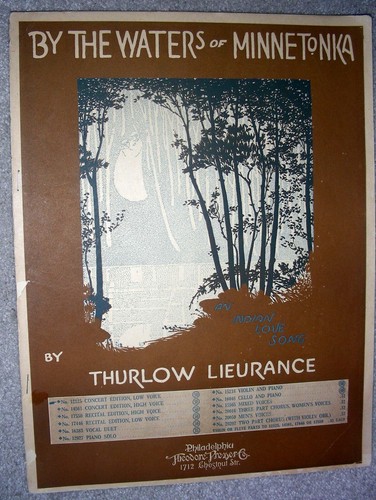 BY THE WATERS OF MINNETONKA
AN
INDIAN
LOVE
SONG
BY
THURLOW LIEURANCE
CONCERT EDITION, LOW VOICE
CONCERT EDITION, HIGH VOICE
RECITAL EDITION, HIGH VOICE
RECITAL EDITION, LOW VOICE
VOCAL DUET
PIANO SOLO
VIOLIN AND PIANO
CELLO AND PIANO
MIXED VOICES
THREE PART CHORUS, WOMEN'S VOICES
MEN'S VOICES
TWO PART CHORUS
Philadelphia
Theodore Presser Co.
1712 Chestnut Str.